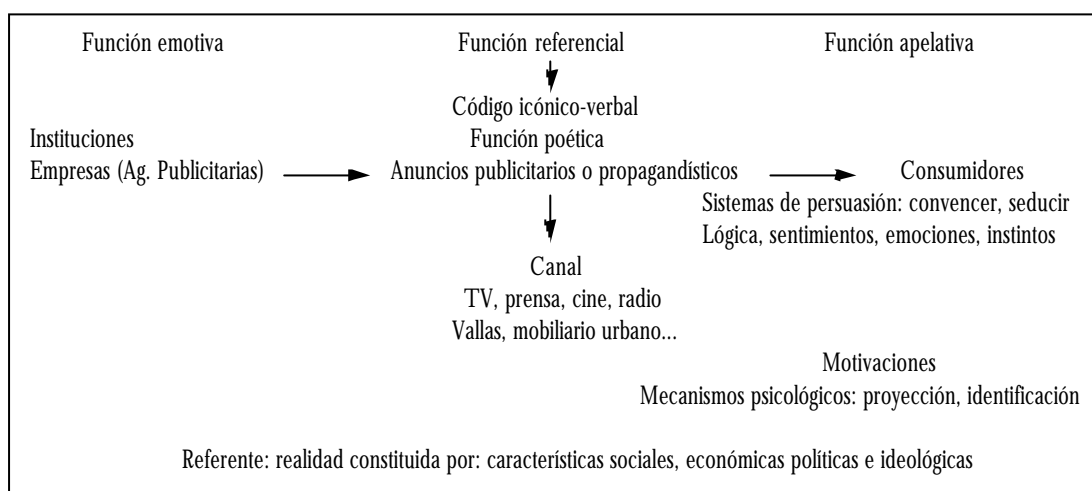 Función emotiva Función referencial Función apelativa
Código icónico-verbal
Instituciones Función poética
Empresas (Ag. Publicitarias) Anuncios publicitarios o propagandísticos Consumidores
Sistemas de persuasión: convencer, seducir
Lógica, sentimientos, emociones, instintos
Canal
TV, prensa, cine, radio
Vallas, mobiliario urbano...
Motivaciones
Mecanismos psicológicos: proyección, identificación
Referente: realidad constituida por: características sociales, económicas políticas e ideológicas